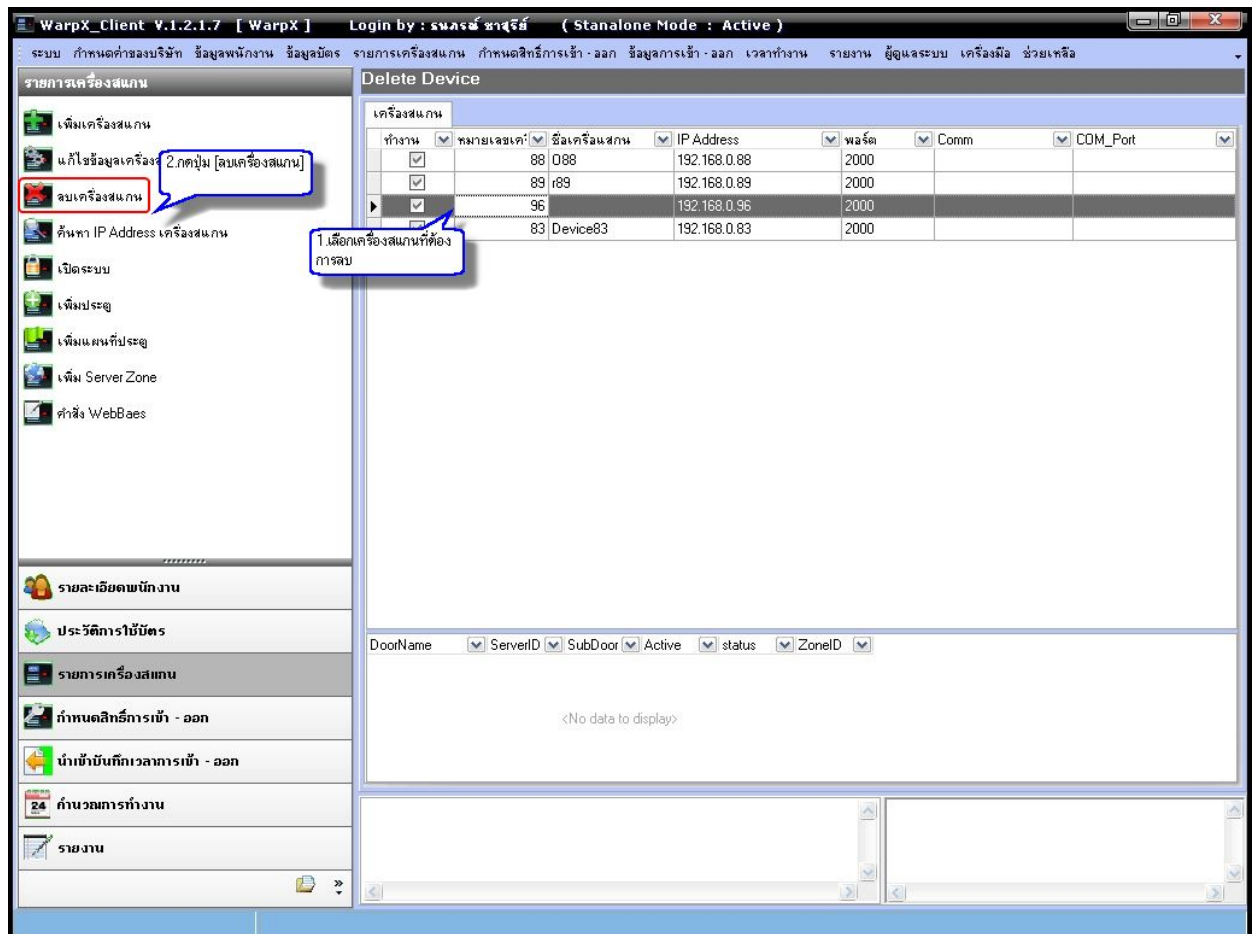 WarpX_Client V.1.2.1.7 [ WarpX ] Login by : ธนภรณ์ ชาสุรีย์ ( Stanalone Mode : Active )
ระบบ กำหนดค่าของบริษัท ข้อมูลพนักงาน ข้อมูลบัตร รายการเครื่องสแกน กำหนดสิทธิ์การเข้า - ออก ข้อมูลการเข้า - ออก เวลาทำงาน รายงาน ผู้ดูแลระบบ เครื่องมือ ช่วยเหลือ
รายการเครื่องสแกน
เพิ่มเครื่องสแกน
แก้ไขข้อมูลเครื่อง
ลบเครื่องสแกน
ค้นหา IP Address เครื่องสแกน
เปิดระบบ
เพิ่มประตู
เพิ่มแผนที่ประตู
เพิ่ม Server Zone
คำสั่ง WebBaes
2.กดปุ่ม [ลบเครื่องสแกน]
รายละเอียดพนักงาน
ประวัติการใช้บัตร
รายการเครื่องสแกน
กำหนดสิทธิ์การเข้า - ออก
นำเข้าบันทึกเวลาการเข้า - ออก
24 คำนวณการทำงาน
รายงาน
Delete Device
เครื่องสแกน
ทำงาน หมายเลขเครื่ ชื่อเครื่อแสกน IP Address พอร์ต Comm COM_Port
88 O88 192.168.0.88 2000
89 r89 192.168.0.89 2000
96 192.168.0.96 2000
83 Device83 192.168.0.83 2000
1.เลือกเครื่องสแกนที่ต้อง
การลบ
DoorName ServerID SubDoor Active status ZoneID
<No data to display>